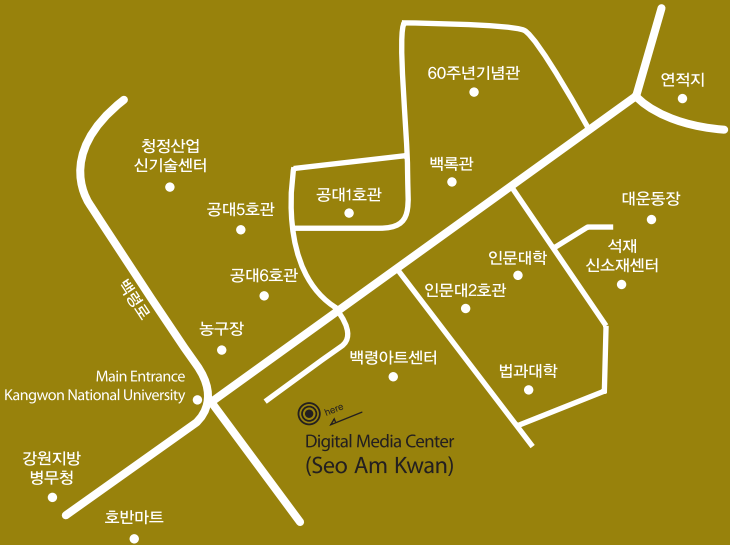 60주년기념관
연적지
청정산업
신기술센터
백록관
공대1호관
공대5호관
대운동장
석재
신소재센터
인문대학
공대6호관
인문대2호관
백령로
농구장
백령아트센터
법과대학
Main Entrance
Kangwon National University
here
Digital Media Center
(Seo Am Kwan)
강원지방
병무청
호반마트